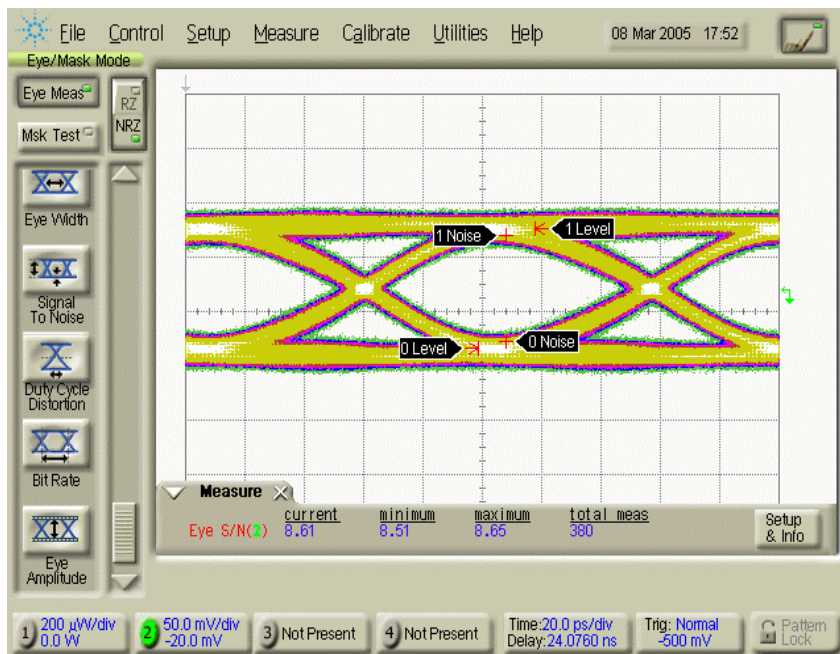 File Control Setup Measure Calibrate Utilities Help 08 Mar 2005 17:52
Eye/Mask Mode
Eye Meas
RZ
NRZ
Msk Test
Eye Width
Signal
To Noise
Duty Cycle
Distortion
Bit Rate
Eye
Amplitude
1 Noise
1 Level
0 Level
0 Noise
Measure
current minimum maximum total meas
Eye S/N(2) 8.61 8.51 8.65 380
Setup
& Info
1 200 µW/div
0.0 W
2 50.0 mV/div
-20.0 mV
3 Not Present
4 Not Present
Time:20.0 ps/div
Delay:24.0760 ns
Trig: Normal
-500 mV
Pattern
Lock